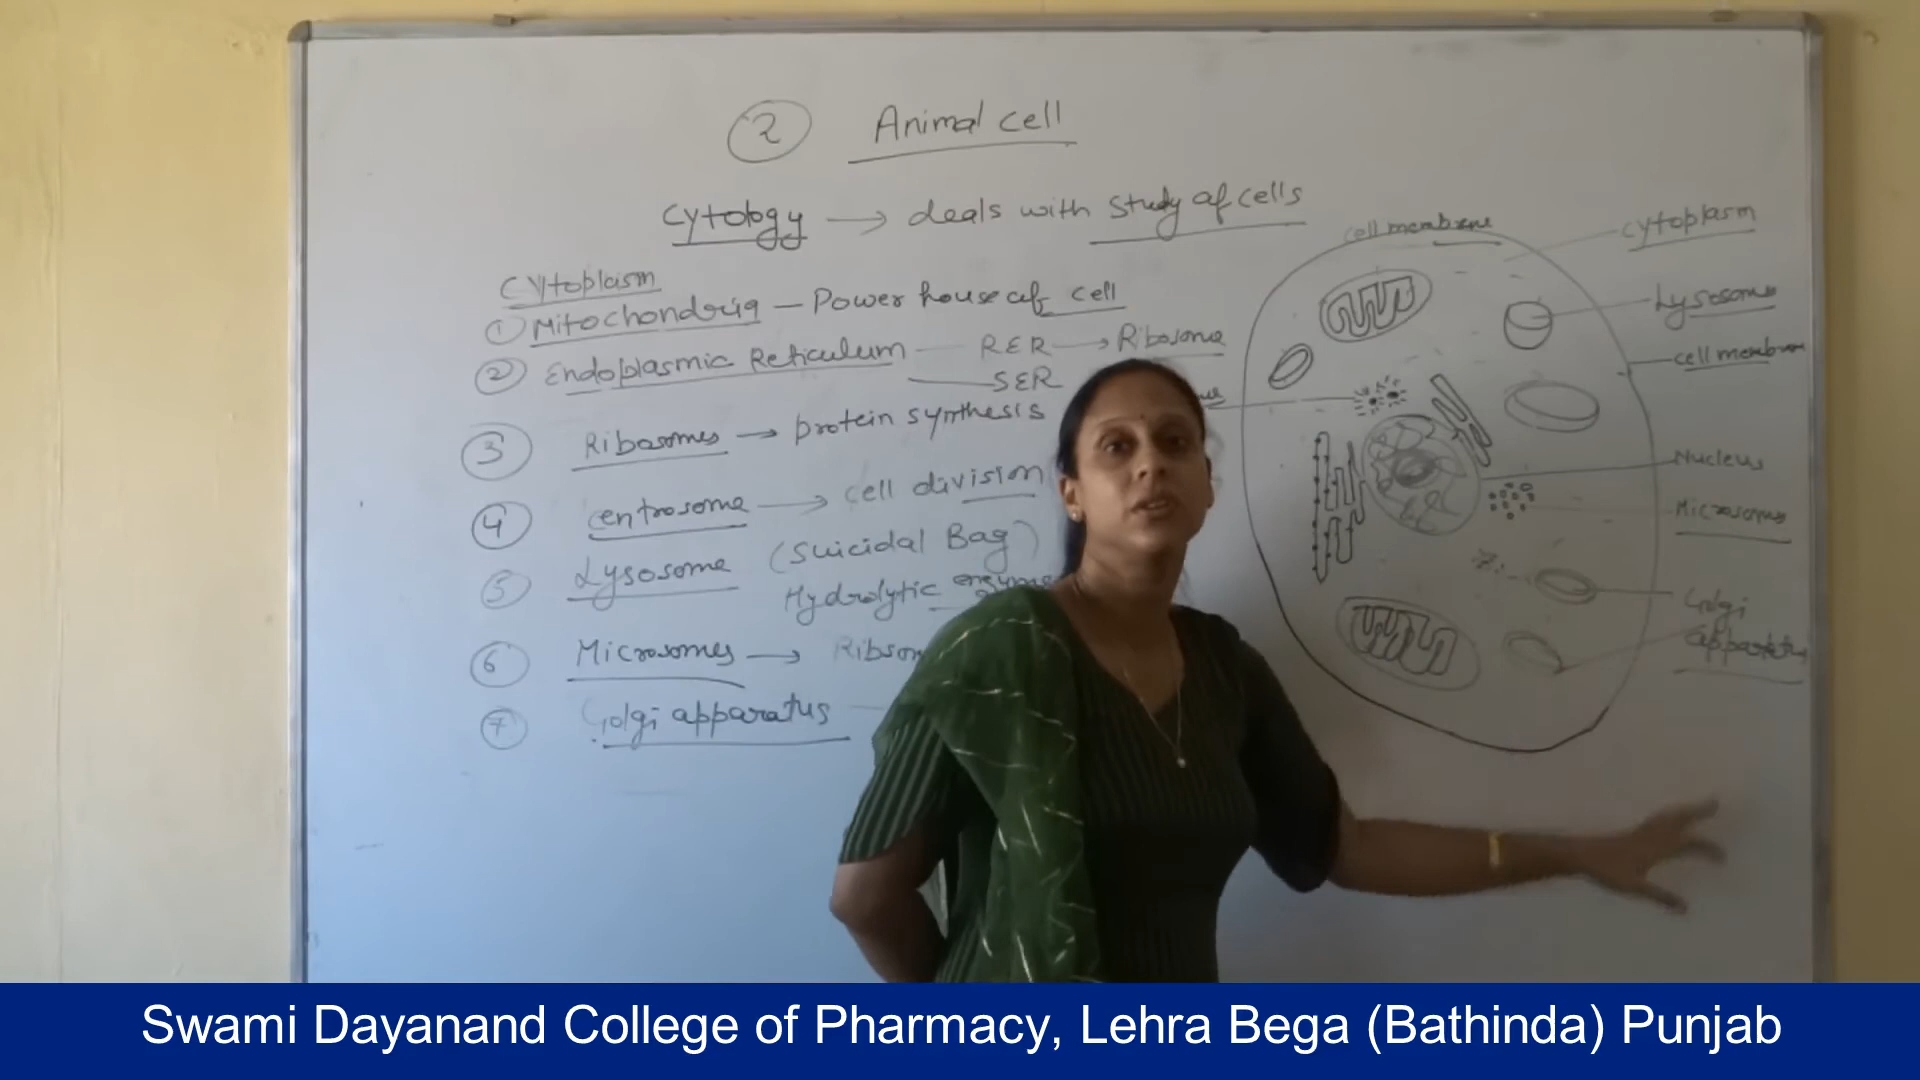 2 Animal cell
Cytology → deals with study of cells
Cytoplasm
1 Mitochondria – Power house of cell
2 Endoplasmic Reticulum RER → Ribosome
SER
3 Ribosomes → protein synthesis
4 centrosome → cell division
5 Lysosome (Suicidal Bag)
Hydrolytic
6 Microsomes →
7 Golgi apparatus
cell membrane
cytoplasm
Lysosome
cell membrane
Nucleus
Microsomes
Golgi
apparatus
Swami Dayanand College of Pharmacy, Lehra Bega (Bathinda) Punjab